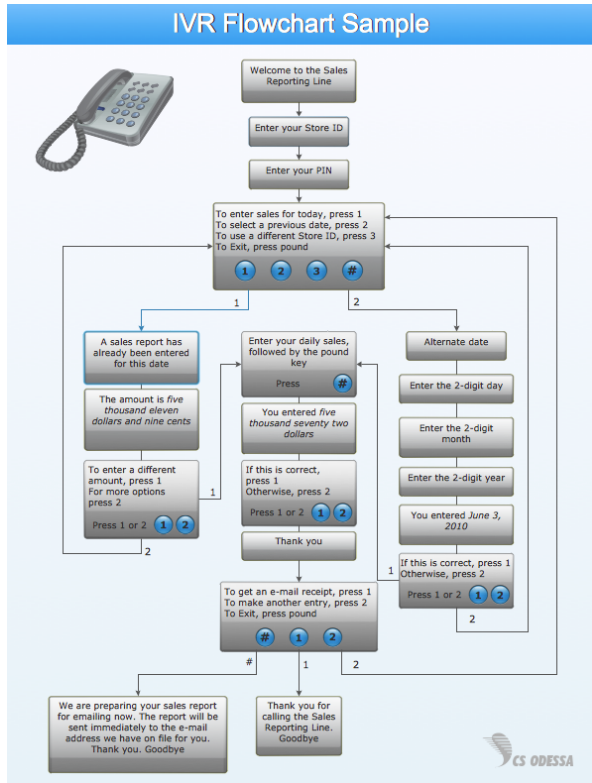 IVR Flowchart Sample
Welcome to the Sales
Reporting Line
Enter your Store ID
Enter your PIN
To enter sales for today, press 1
To select a previous date, press 2
To use a different Store ID, press 3
To Exit, press pound
1 2 3 #
1
2
A sales report has
already been entered
for this date
The amount is five
thousand eleven
dollars and nine cents
To enter a different
amount, press 1
For more options
press 2
Press 1 or 2 1 2
1
2
Enter your daily sales,
followed by the pound
key
Press #
You entered five
thousand seventy two
dollars
If this is correct,
press 1
Otherwise, press 2
Press 1 or 2 1 2
Thank you
Alternate date
Enter the 2-digit day
Enter the 2-digit
month
Enter the 2-digit year
You entered June 3,
2010
If this is correct, press 1
Otherwise, press 2
Press 1 or 2 1 2
1
2
To get an e-mail receipt, press 1
To make another entry, press 2
To Exit, press pound
# 1 2
#
1
2
We are preparing your sales report
for emailing now. The report will be
sent immediately to the e-mail
address we have on file for you.
Thank you. Goodbye
Thank you for
calling the Sales
Reporting Line.
Goodbye
CS ODESSA